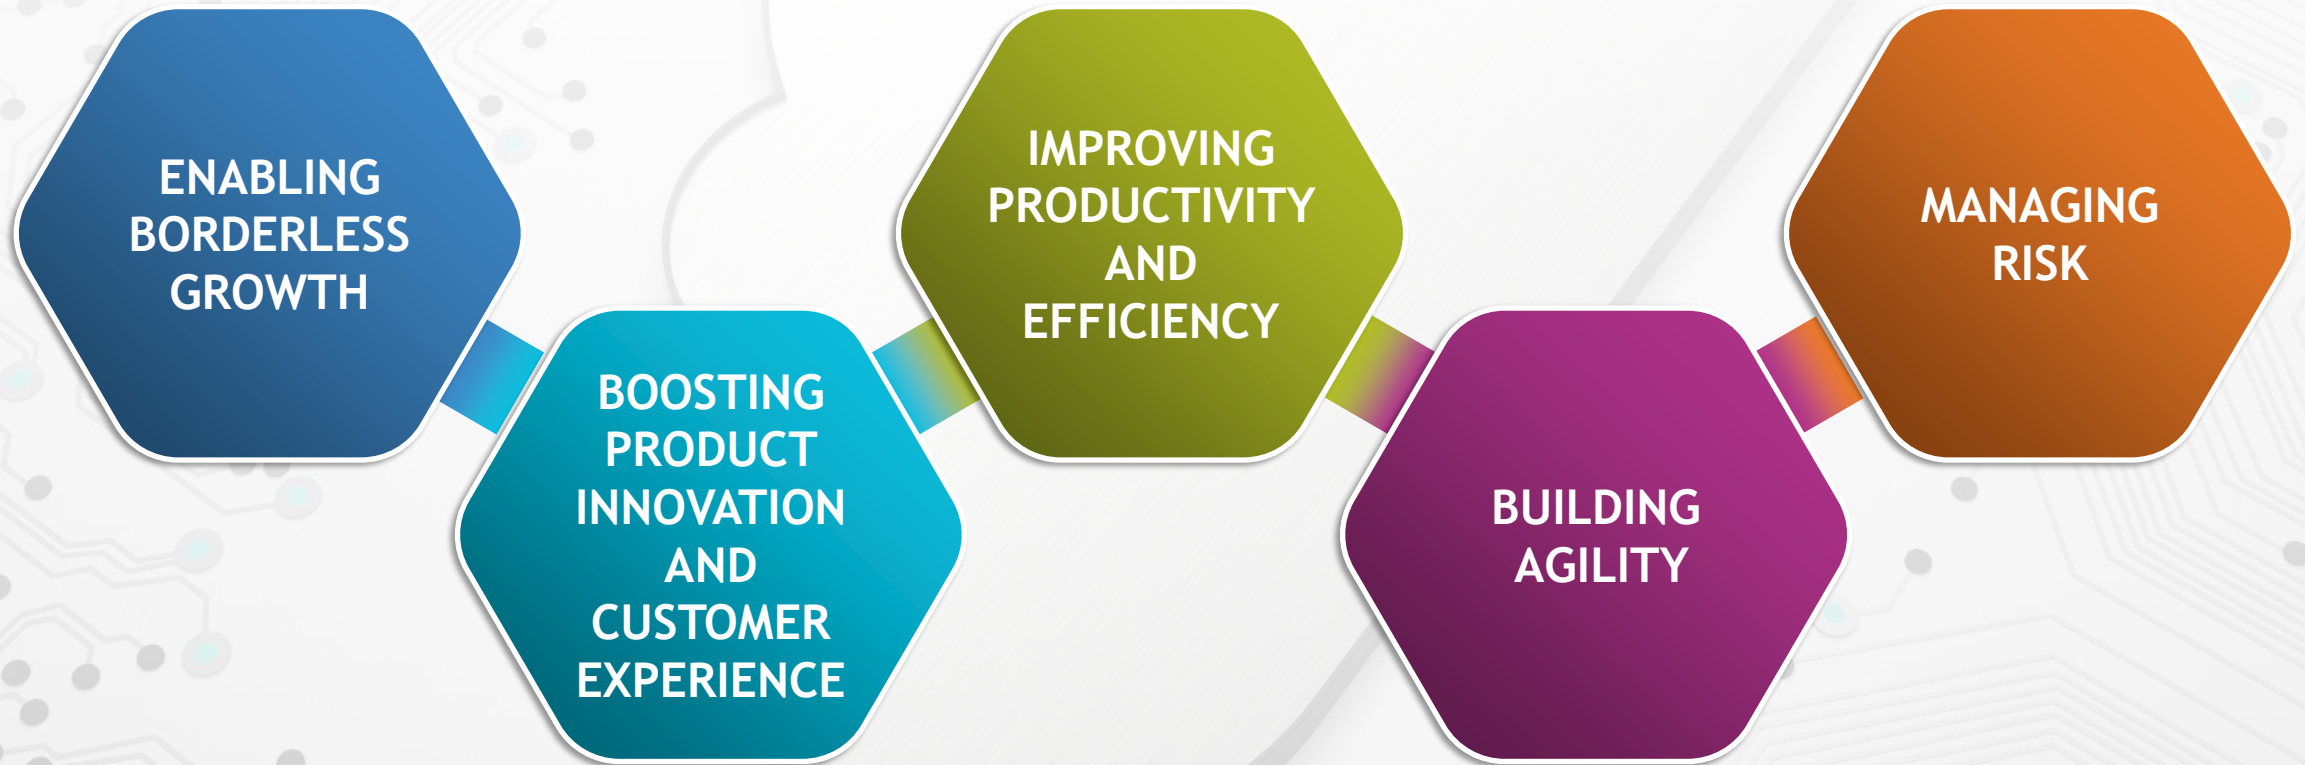 ENABLING
BORDERLESS
GROWTH
BOOSTING
PRODUCT
INNOVATION
AND
CUSTOMER
EXPERIENCE
IMPROVING
PRODUCTIVITY
AND
EFFICIENCY
BUILDING
AGILITY
MANAGING
RISK